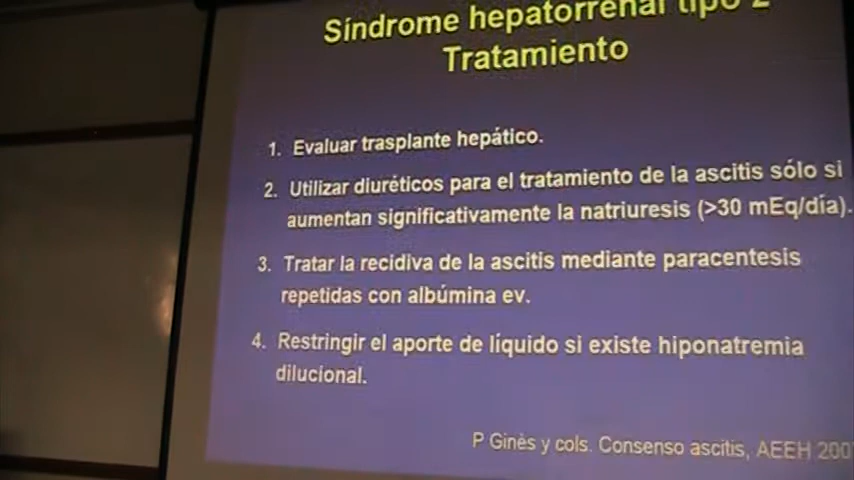 Síndrome hepatorrenal tipo 2
Tratamiento
1. Evaluar trasplante hepático.
2. Utilizar diuréticos para el tratamiento de la ascitis sólo si
aumentan significativamente la natriuresis (>30 mEq/día).
3. Tratar la recidiva de la ascitis mediante paracentesis
repetidas con albúmina ev.
4. Restringir el aporte de líquido si existe hiponatremia
dilucional.
P Ginès y cols. Consenso ascitis, AEEH